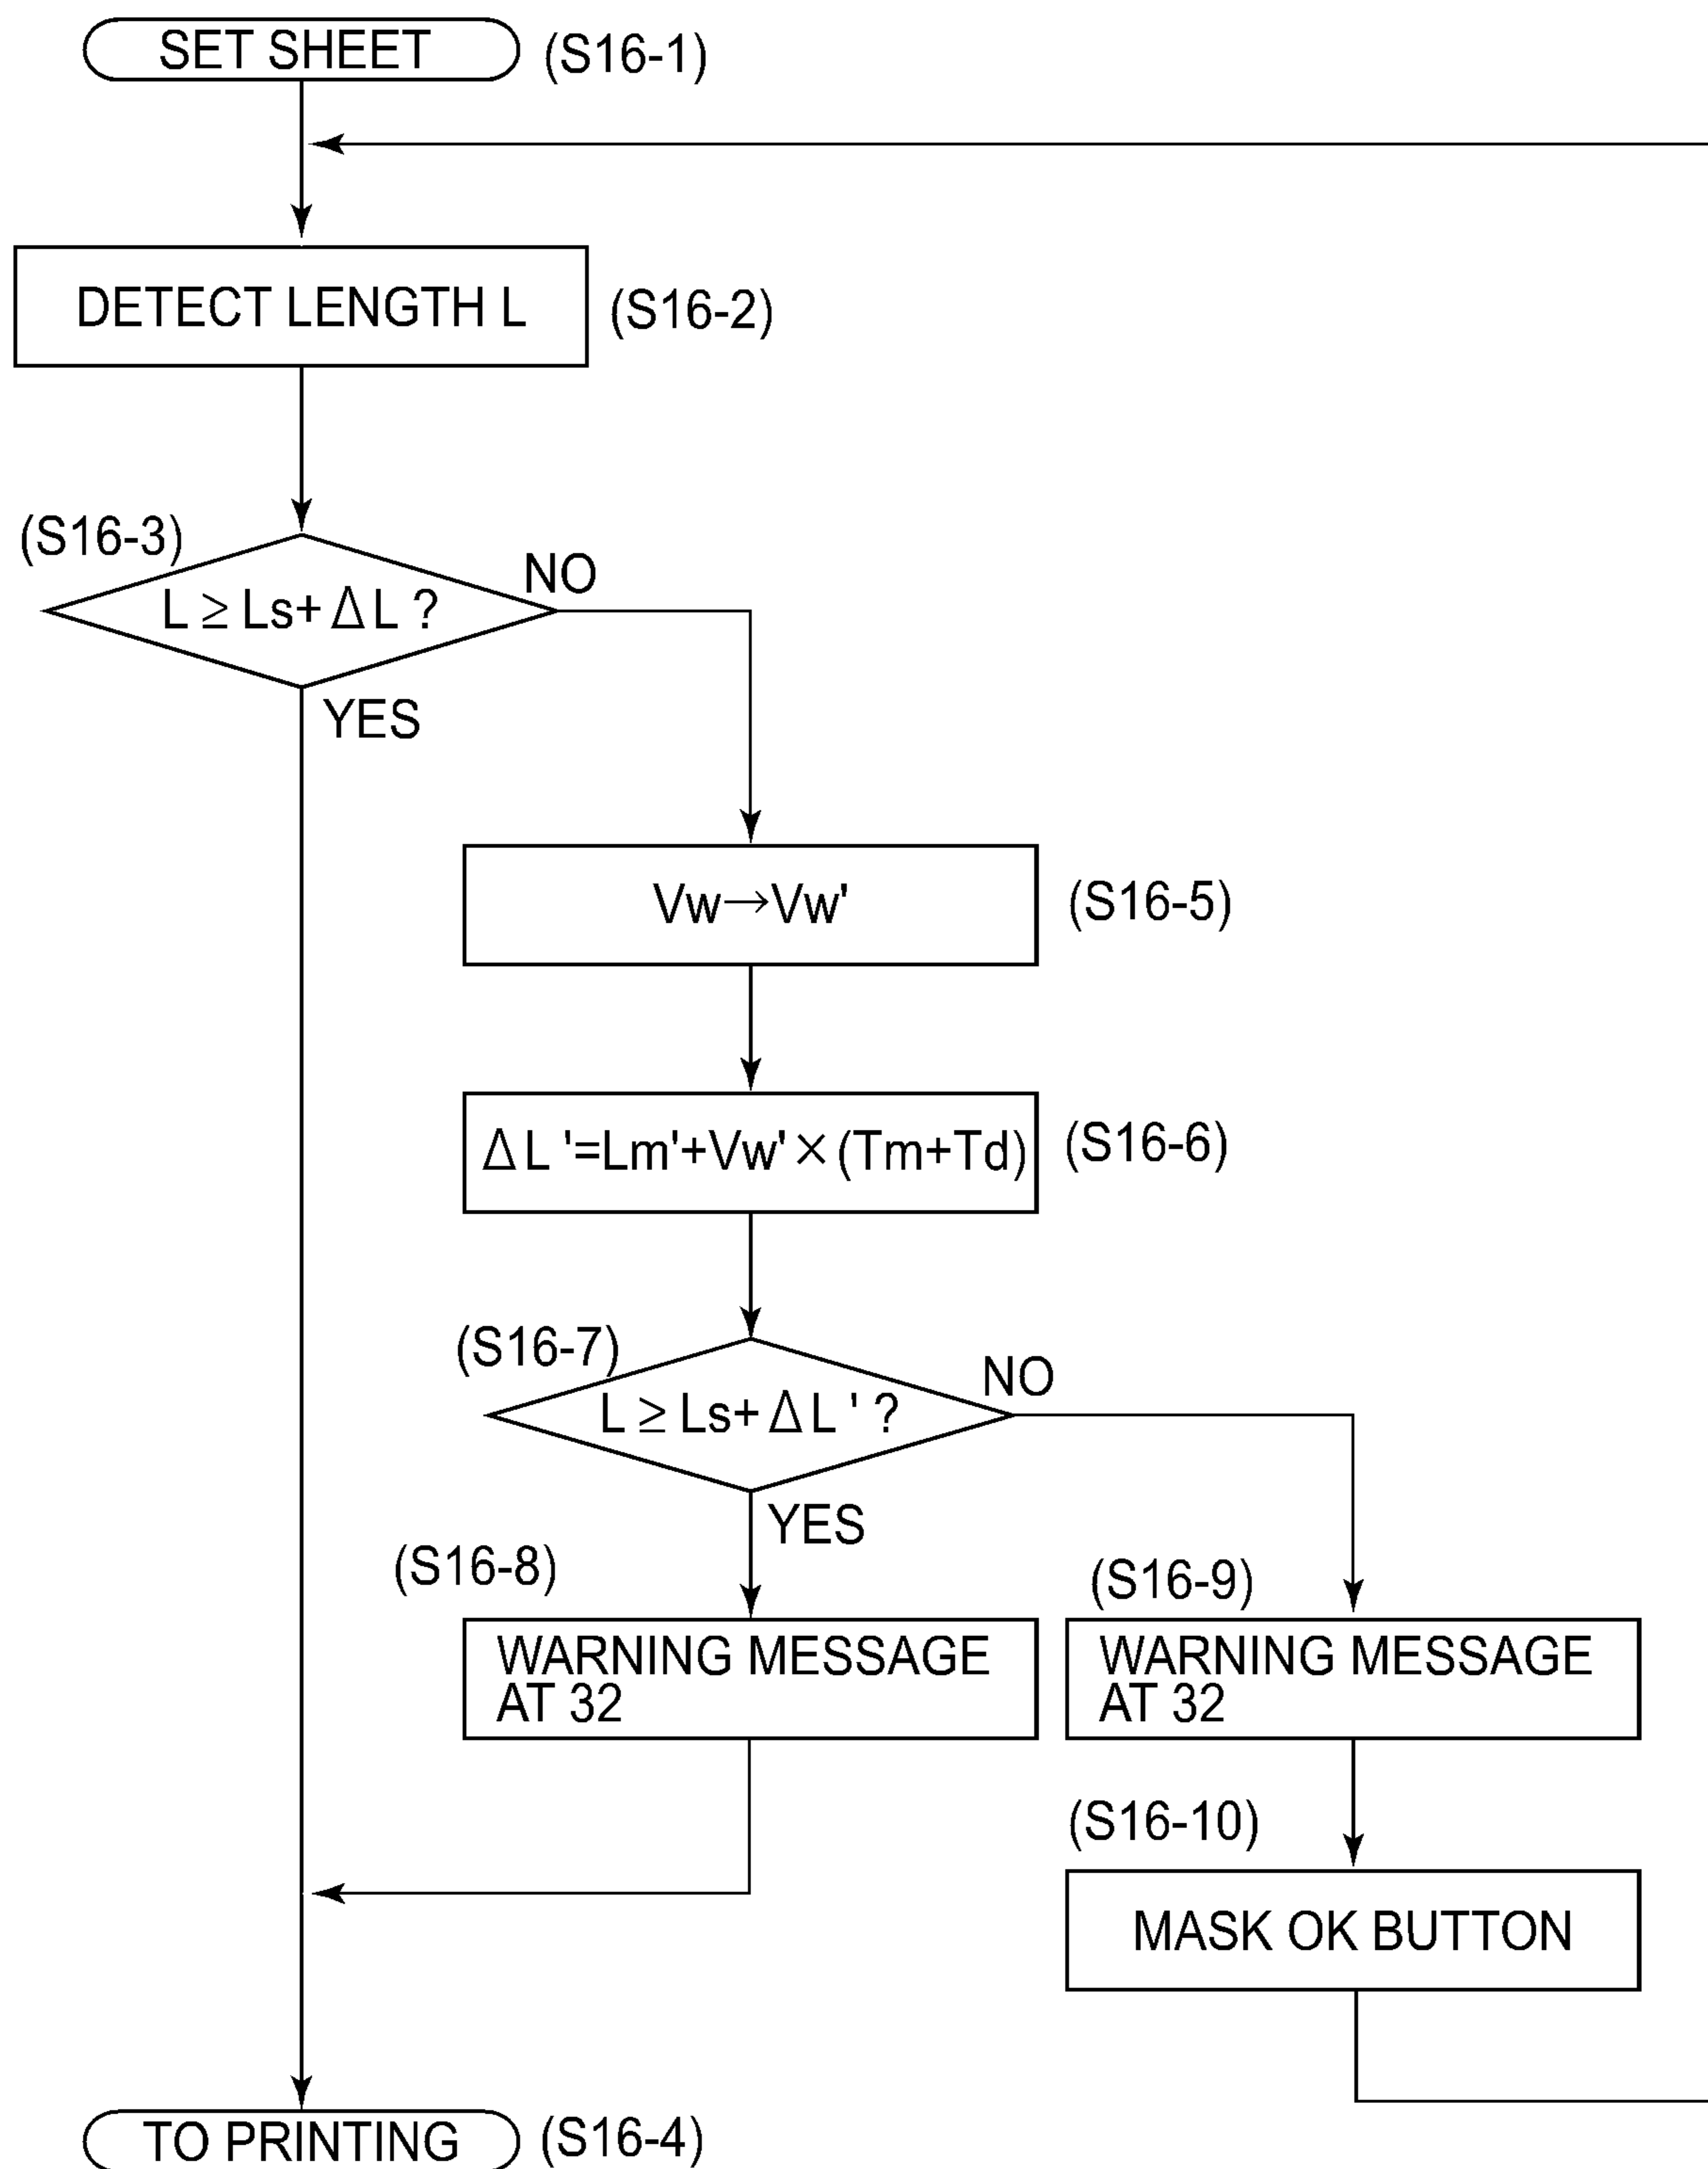 SET SHEET (S16-1)
DETECT LENGTH L (S16-2)
(S16-3)
L ≥ Ls+ΔL ?
NO
YES
Vw→Vw' (S16-5)
ΔL '=Lm'+Vw'×(Tm+Td) (S16-6)
(S16-7)
L ≥ Ls+ΔL ' ?
NO
YES
(S16-8)
WARNING MESSAGE
AT 32
(S16-9)
WARNING MESSAGE
AT 32
(S16-10)
MASK OK BUTTON
TO PRINTING (S16-4)